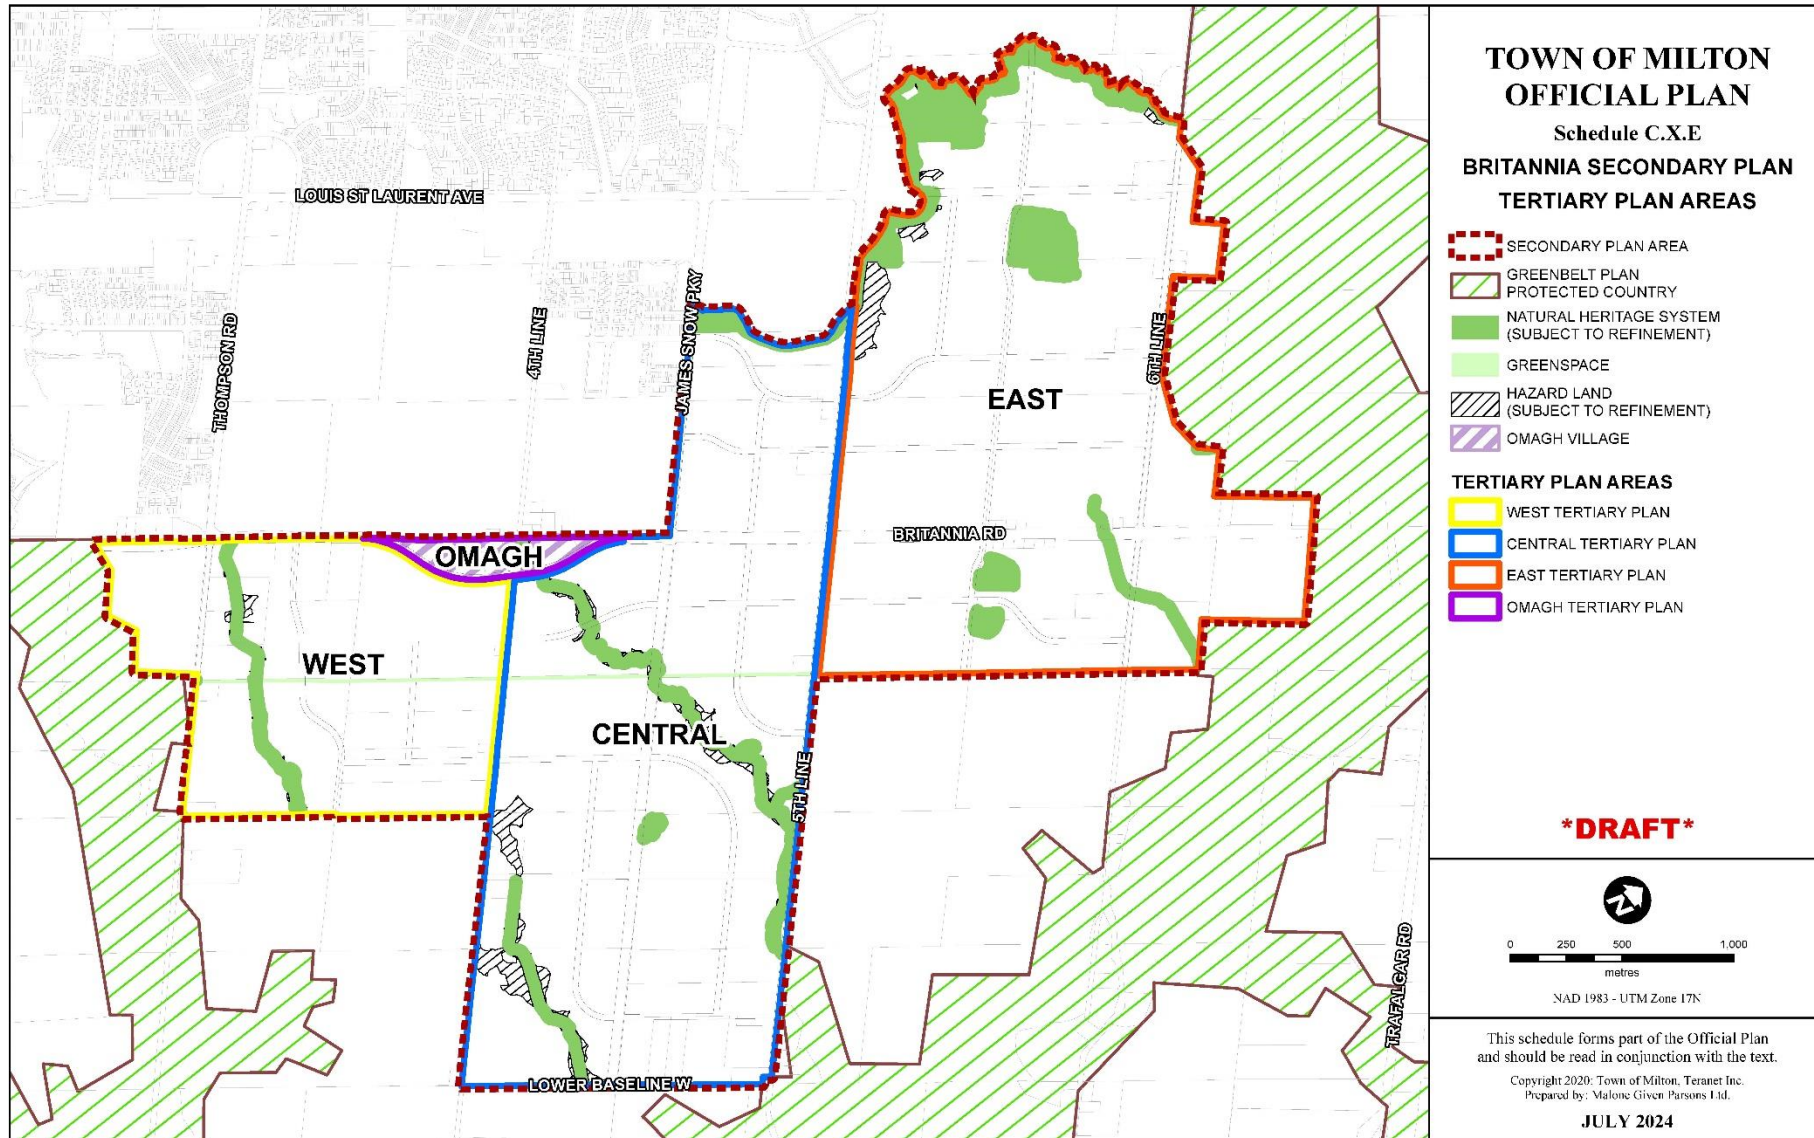 TOWN OF MILTON
OFFICIAL PLAN
Schedule C.X.E
BRITANNIA SECONDARY PLAN
TERTIARY PLAN AREAS
SECONDARY PLAN AREA
GREENBELT PLAN
PROTECTED COUNTRY
NATURAL HERITAGE SYSTEM
(SUBJECT TO REFINEMENT)
GREENSPACE
HAZARD LAND
(SUBJECT TO REFINEMENT)
OMAGH VILLAGE
TERTIARY PLAN AREAS
WEST TERTIARY PLAN
CENTRAL TERTIARY PLAN
EAST TERTIARY PLAN
OMAGH TERTIARY PLAN
*DRAFT*
N
0 250 500 1,000
metres
NAD 1983 - UTM Zone 17N
This schedule forms part of the Official Plan
and should be read in conjunction with the text.
Copyright 2020: Town of Milton, Teranet Inc.
Prepared by: Malone Given Parsons Ltd.
JULY 2024
LOUIS ST LAURENT AVE
THOMPSON RD
4TH LINE
JAMES SNOW PKY
6TH LINE
EAST
BRITANNIA RD
OMAGH
WEST
CENTRAL
5TH LINE
TRAFALGAR RD
LOWER BASELINE W